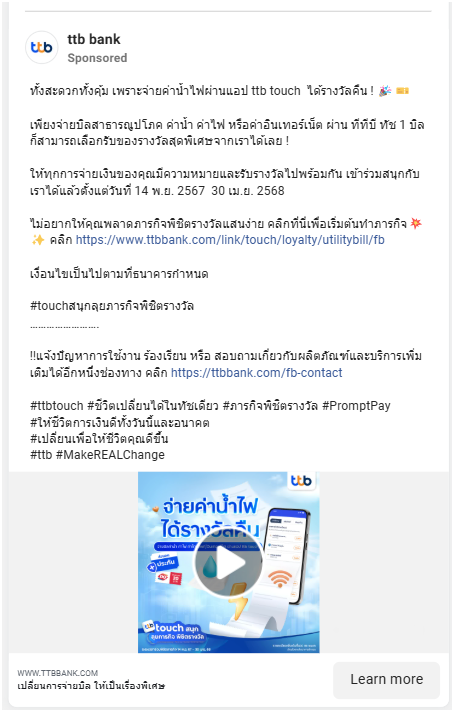 ttb
ttb bank
Sponsored
ทั้งสะดวกทั้งคุ้ม เพราะจ่ายค่าน้ำไฟผ่านแอป ttb touch ได้รางวัลคืน ! 🎉 🎫
เพียงจ่ายบิลสาธารณูปโภค ค่าน้ำ ค่าไฟ หรือค่าอินเทอร์เน็ต ผ่าน ทีทีบี ทัช 1 บิล
ก็สามารถเลือกรับของรางวัลสุดพิเศษจากเราได้เลย !
ให้ทุกการจ่ายเงินของคุณมีความหมายและรับรางวัลไปพร้อมกัน เข้าร่วมสนุกกับ
เราได้แล้วตั้งแต่วันที่ 14 พ.ย. 2567 30 เม.ย. 2568
ไม่อยากให้คุณพลาดภารกิจพิชิตรางวัลแสนง่าย คลิกที่นี่เพื่อเริ่มต้นทำภารกิจ 💥
✨ คลิก https://www.ttbbank.com/link/touch/loyalty/utilitybill/fb
เงื่อนไขเป็นไปตามที่ธนาคารกำหนด
#touchสนุกลุยภารกิจพิชิตรางวัล
…………………….
!!แจ้งปัญหาการใช้งาน ร้องเรียน หรือ สอบถามเกี่ยวกับผลิตภัณฑ์และบริการเพิ่ม
เติมได้อีกหนึ่งช่องทาง คลิก https://ttbbank.com/fb-contact
#ttbtouch #ชีวิตเปลี่ยนได้ในทัชเดียว #ภารกิจพิชิตรางวัล #PromptPay
#ให้ชีวิตการเงินดีทั้งวันนี้และอนาคต
#เปลี่ยนเพื่อให้ชีวิตคุณดีขึ้น
#ttb #MakeREALChange
ttb
จ่ายค่าน้ำไฟ
ได้รางวัลคืน
ประกัน
ttb touch สนุก
ลุยภารกิจ พิชิตรางวัล
WWW.TTBBANK.COM
เปลี่ยนการจ่ายบิล ให้เป็นเรื่องพิเศษ
Learn more